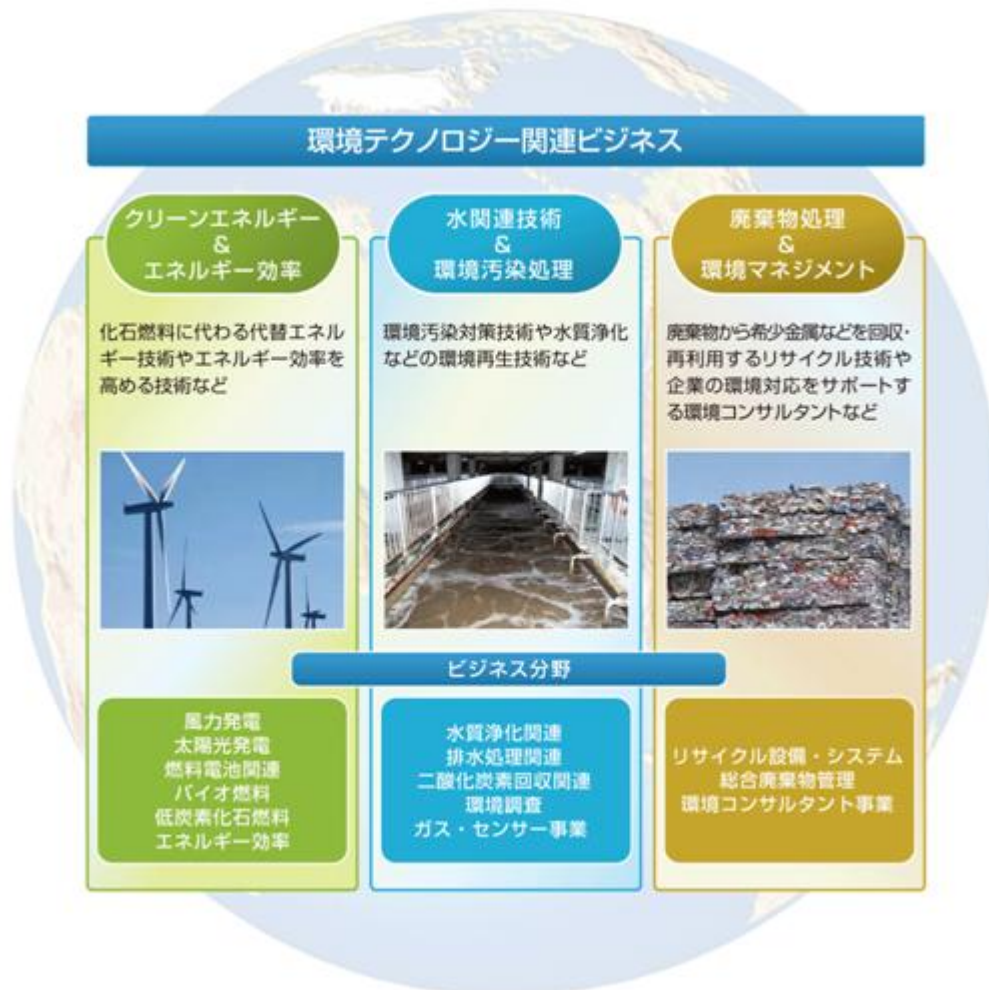 環境テクノロジー関連ビジネス
クリーンエネルギー
&
エネルギー効率
化石燃料に代わる代替エネル
ギー技術やエネルギー効率を
高める技術など
水関連技術
&
環境汚染処理
環境汚染対策技術や水質浄化
などの環境再生技術など
廃棄物処理
&
環境マネジメント
廃棄物から希少金属などを回収・
再利用するリサイクル技術や
企業の環境対応をサポートす
る環境コンサルタントなど
ビジネス分野
風力発電
太陽光発電
燃料電池関連
バイオ燃料
低炭素化石燃料
エネルギー効率
水質浄化関連
排水処理関連
二酸化炭素回収関連
環境調査
ガス・センサー事業
リサイクル設備・システム
総合廃棄物管理
環境コンサルタント事業